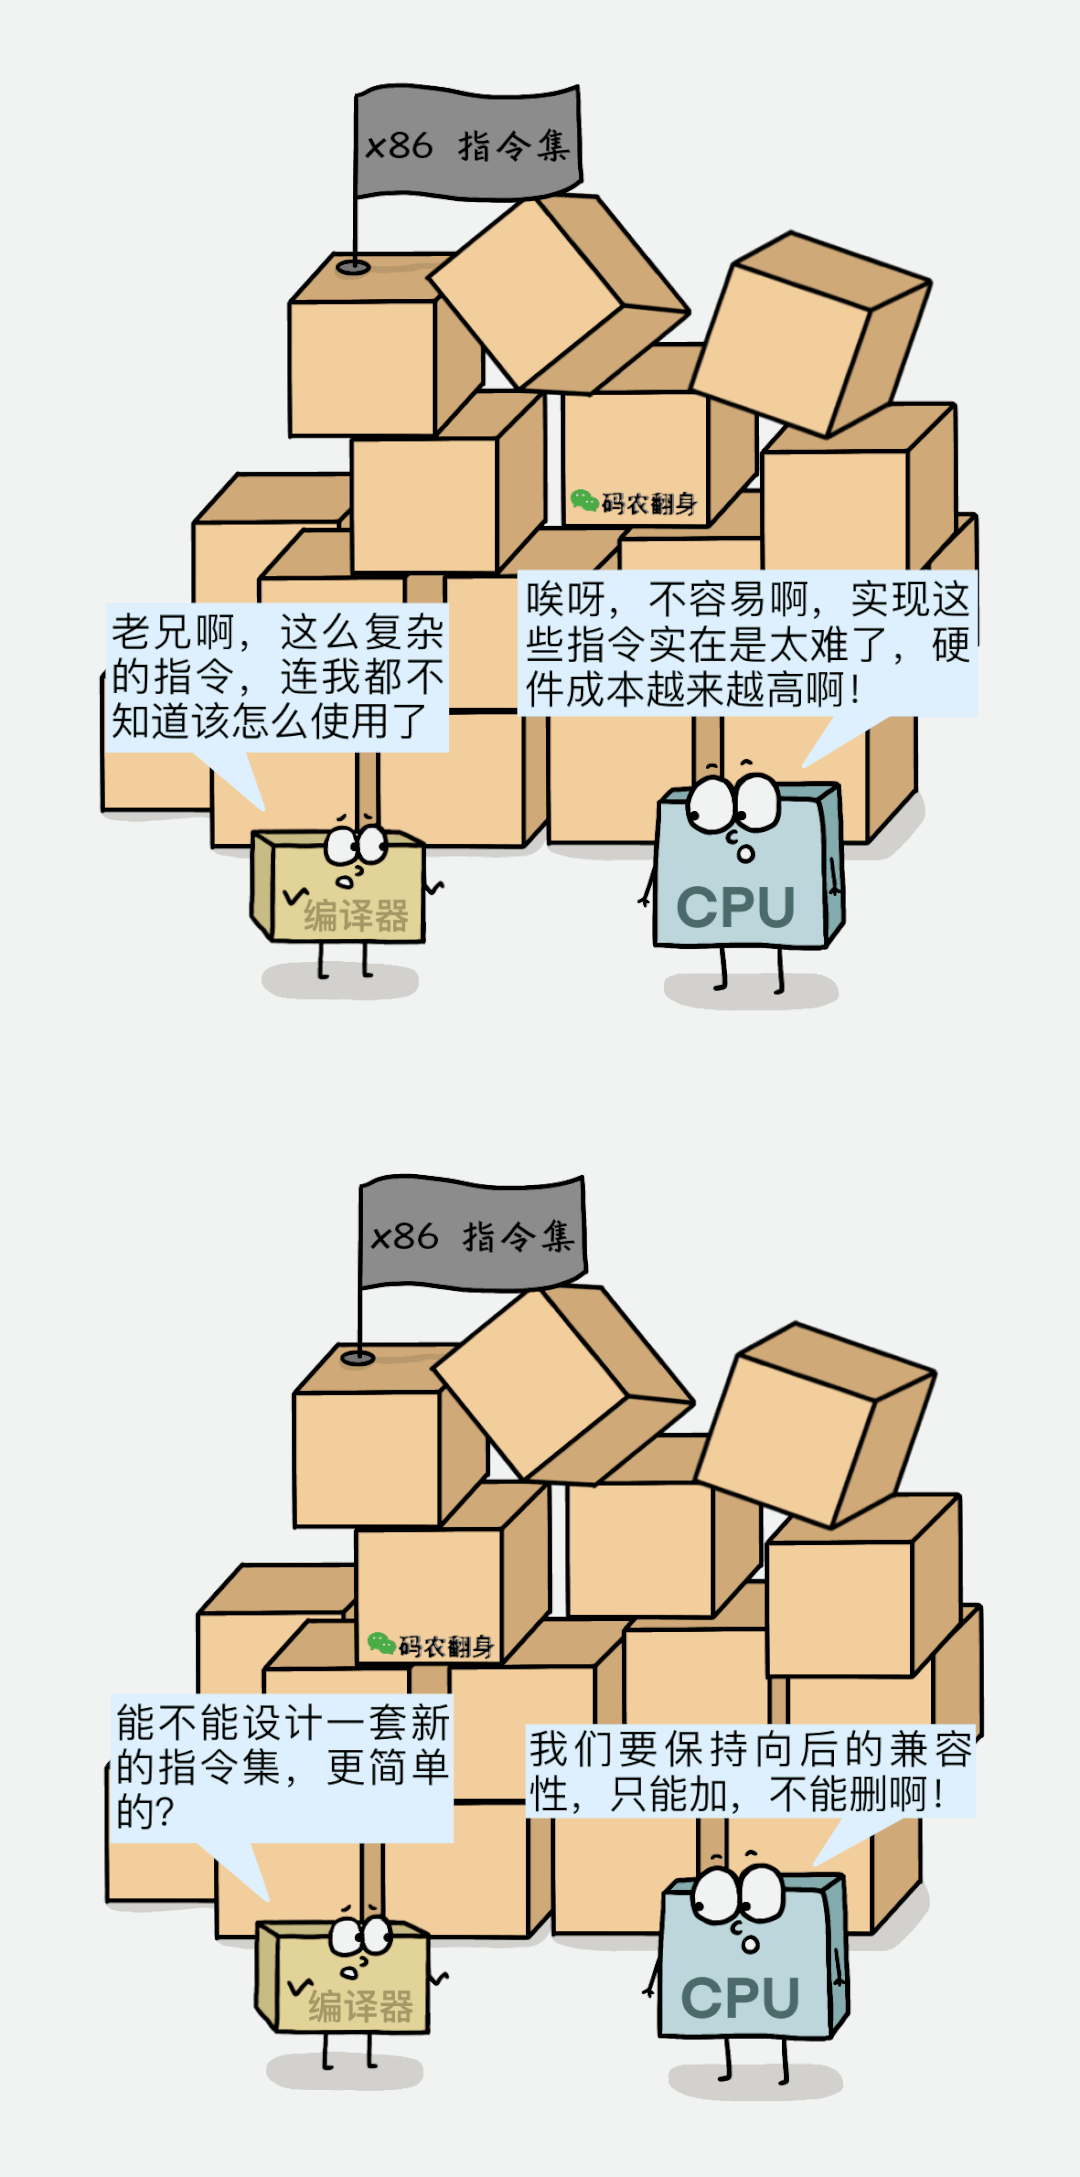 x86 指令集
码农翻身
唉呀，不容易啊，实现这
些指令实在是太难了，硬
件成本越来越高啊！
老兄啊，这么复杂
的指令，连我都不
知道该怎么使用了
编译器
CPU
x86 指令集
码农翻身
能不能设计一套新
的指令集，更简单
的？
我们要保持向后的兼容
性，只能加，不能删啊！
编译器
CPU